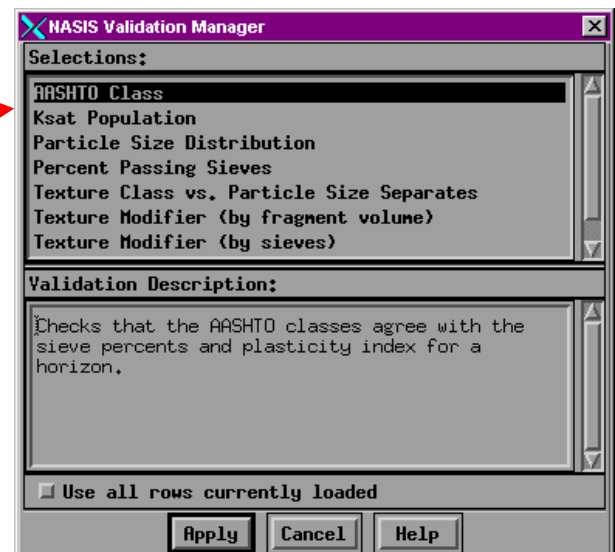 NASIS Validation Manager
Selections:
AASHTO Class
Ksat Population
Particle Size Distribution
Percent Passing Sieves
Texture Class vs. Particle Size Separates
Texture Modifier (by fragment volume)
Texture Modifier (by sieves)
Validation Description:
Checks that the AASHTO classes agree with the
sieve percents and plasticity index for a
horizon.
Use all rows currently loaded
Apply Cancel Help